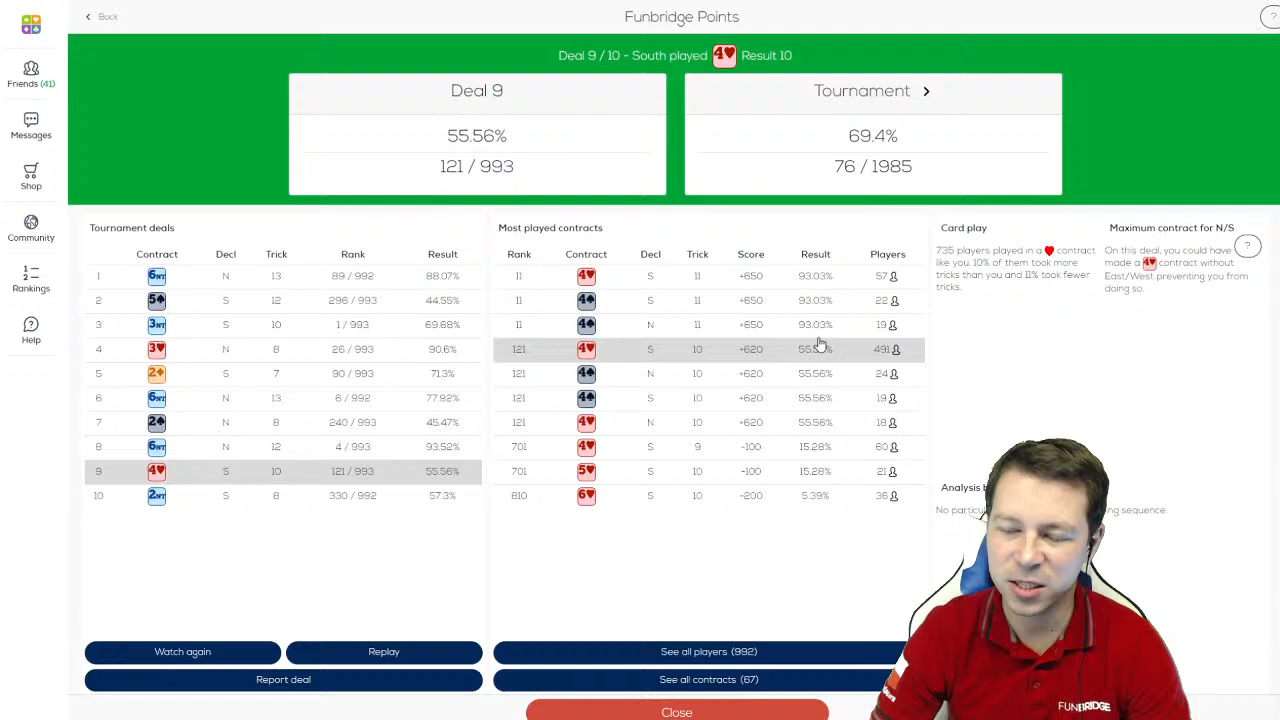 Back
Funbridge Points
?
Friends (41)
Messages
Shop
Community
1
2
Rankings
Help
Deal 9 / 10 - South played 4♥ Result 10
Deal 9
55.56%
121 / 993
Tournament >
69.4%
76 / 1985
Tournament deals
Contract Decl Trick Rank Result
1 6NT N 13 89 / 992 88.07%
2 5♠ S 12 296 / 993 44.55%
3 3NT S 10 1 / 993 69.68%
4 3♥ N 8 26 / 993 90.6%
5 2♦ S 7 90 / 993 71.3%
6 6NT N 13 6 / 992 77.92%
7 2♠ N 8 240 / 993 45.47%
8 6NT N 12 4 / 993 93.52%
9 4♥ S 10 121 / 993 55.56%
10 2NT S 8 330 / 992 57.3%
Watch again
Replay
Report deal
Most played contracts
Rank Contract Decl Trick Score Result Players
11 4♥ S 11 +650 93.03% 57
11 4♠ S 11 +650 93.03% 22
11 4♠ N 11 +650 93.03% 19
121 4♥ S 10 +620 55.56% 491
121 4♠ N 10 +620 55.56% 24
121 4♠ S 10 +620 55.56% 19
121 4♥ N 10 +620 55.56% 18
701 4♥ S 9 -100 15.28% 60
701 5♥ S 10 -100 15.28% 21
810 6♥ S 10 -200 5.39% 36
See all players (992)
See all contracts (67)
Close
Card play
735 players played in a ♥ contract
like you. 10% of them took more
tricks than you and 11% took fewer
tricks.
Maximum contract for N/S
?
On this deal, you could have
made a 4♥ contract without
East/West preventing you from
doing so.
Analysis
No
sequence.
FUNBRIDGE